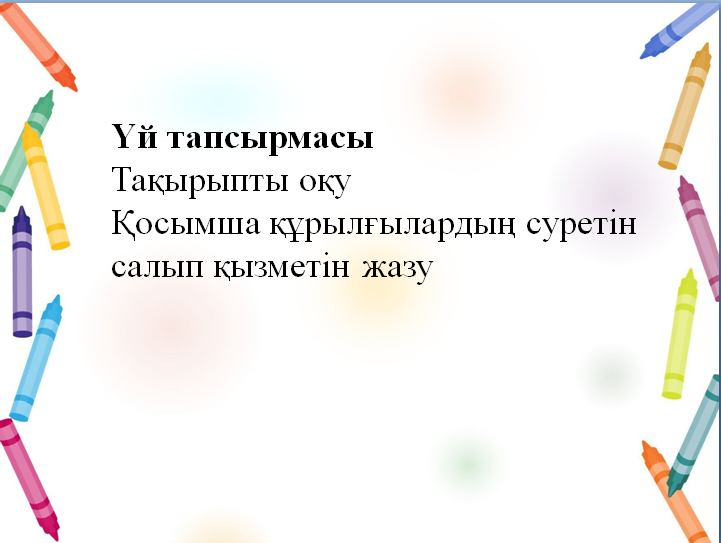 Үй тапсырмасы
Тақырыпты оқу
Қосымша құрылғылардың суретін
салып қызметін жазу